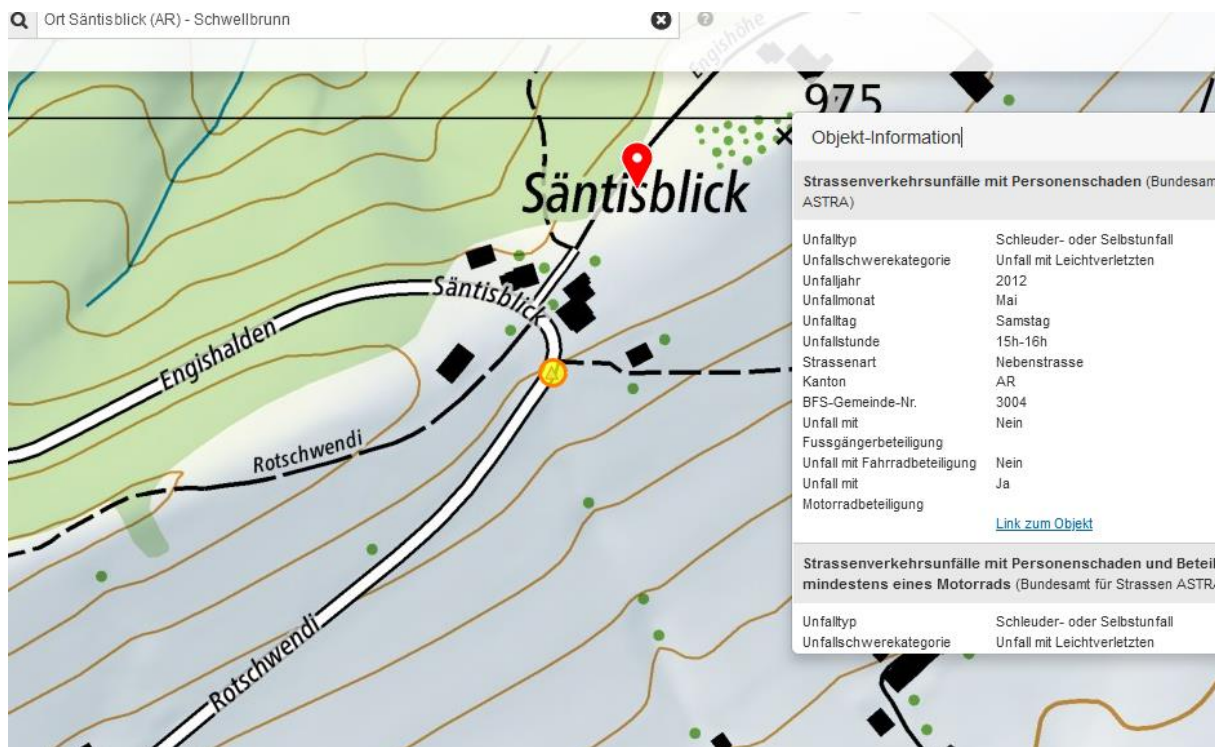 Ort Säntisblick (AR) - Schwellbrunn
Engishöhe
975
Säntisblick
Säntisblick
Engishalden
Rotschwendi
Rotschwendi
Objekt-Information
Strassenverkehrsunfälle mit Personenschaden (Bundesam
ASTRA)
Unfalltyp Schleuder- oder Selbstunfall
Unfallschwerekategorie Unfall mit Leichtverletzten
Unfalljahr 2012
Unfallmonat Mai
Unfalltag Samstag
Unfallstunde 15h-16h
Strassenart Nebenstrasse
Kanton AR
BFS-Gemeinde-Nr. 3004
Unfall mit Nein
Fussgängerbeteiligung
Unfall mit Fahrradbeteiligung Nein
Unfall mit Ja
Motorradbeteiligung
Link zum Objekt
Strassenverkehrsunfälle mit Personenschaden und Beteil
mindestens eines Motorrads (Bundesamt für Strassen ASTRA
Unfalltyp Schleuder- oder Selbstunfall
Unfallschwerekategorie Unfall mit Leichtverletzten